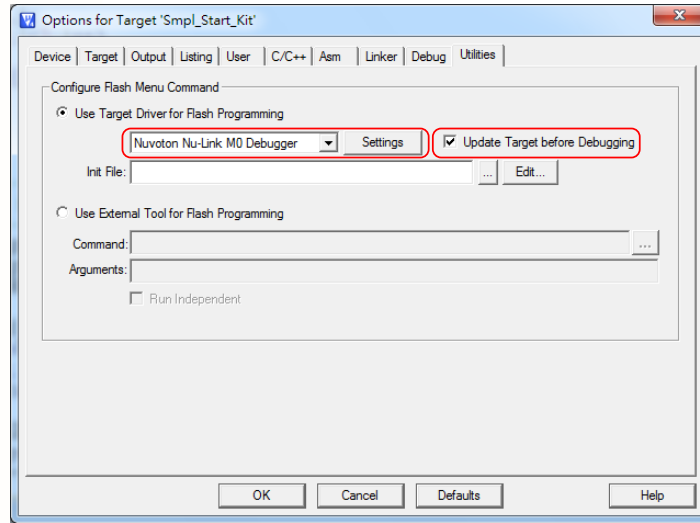 Options for Target 'Smpl_Start_Kit'
Device Target Output Listing User C/C++ Asm Linker Debug Utilities
Configure Flash Menu Command
Use Target Driver for Flash Programming
Nuvoton Nu-Link M0 Debugger Settings Update Target before Debugging
Init File: ... Edit...
Use External Tool for Flash Programming
Command: ...
Arguments:
Run Independent
OK Cancel Defaults Help